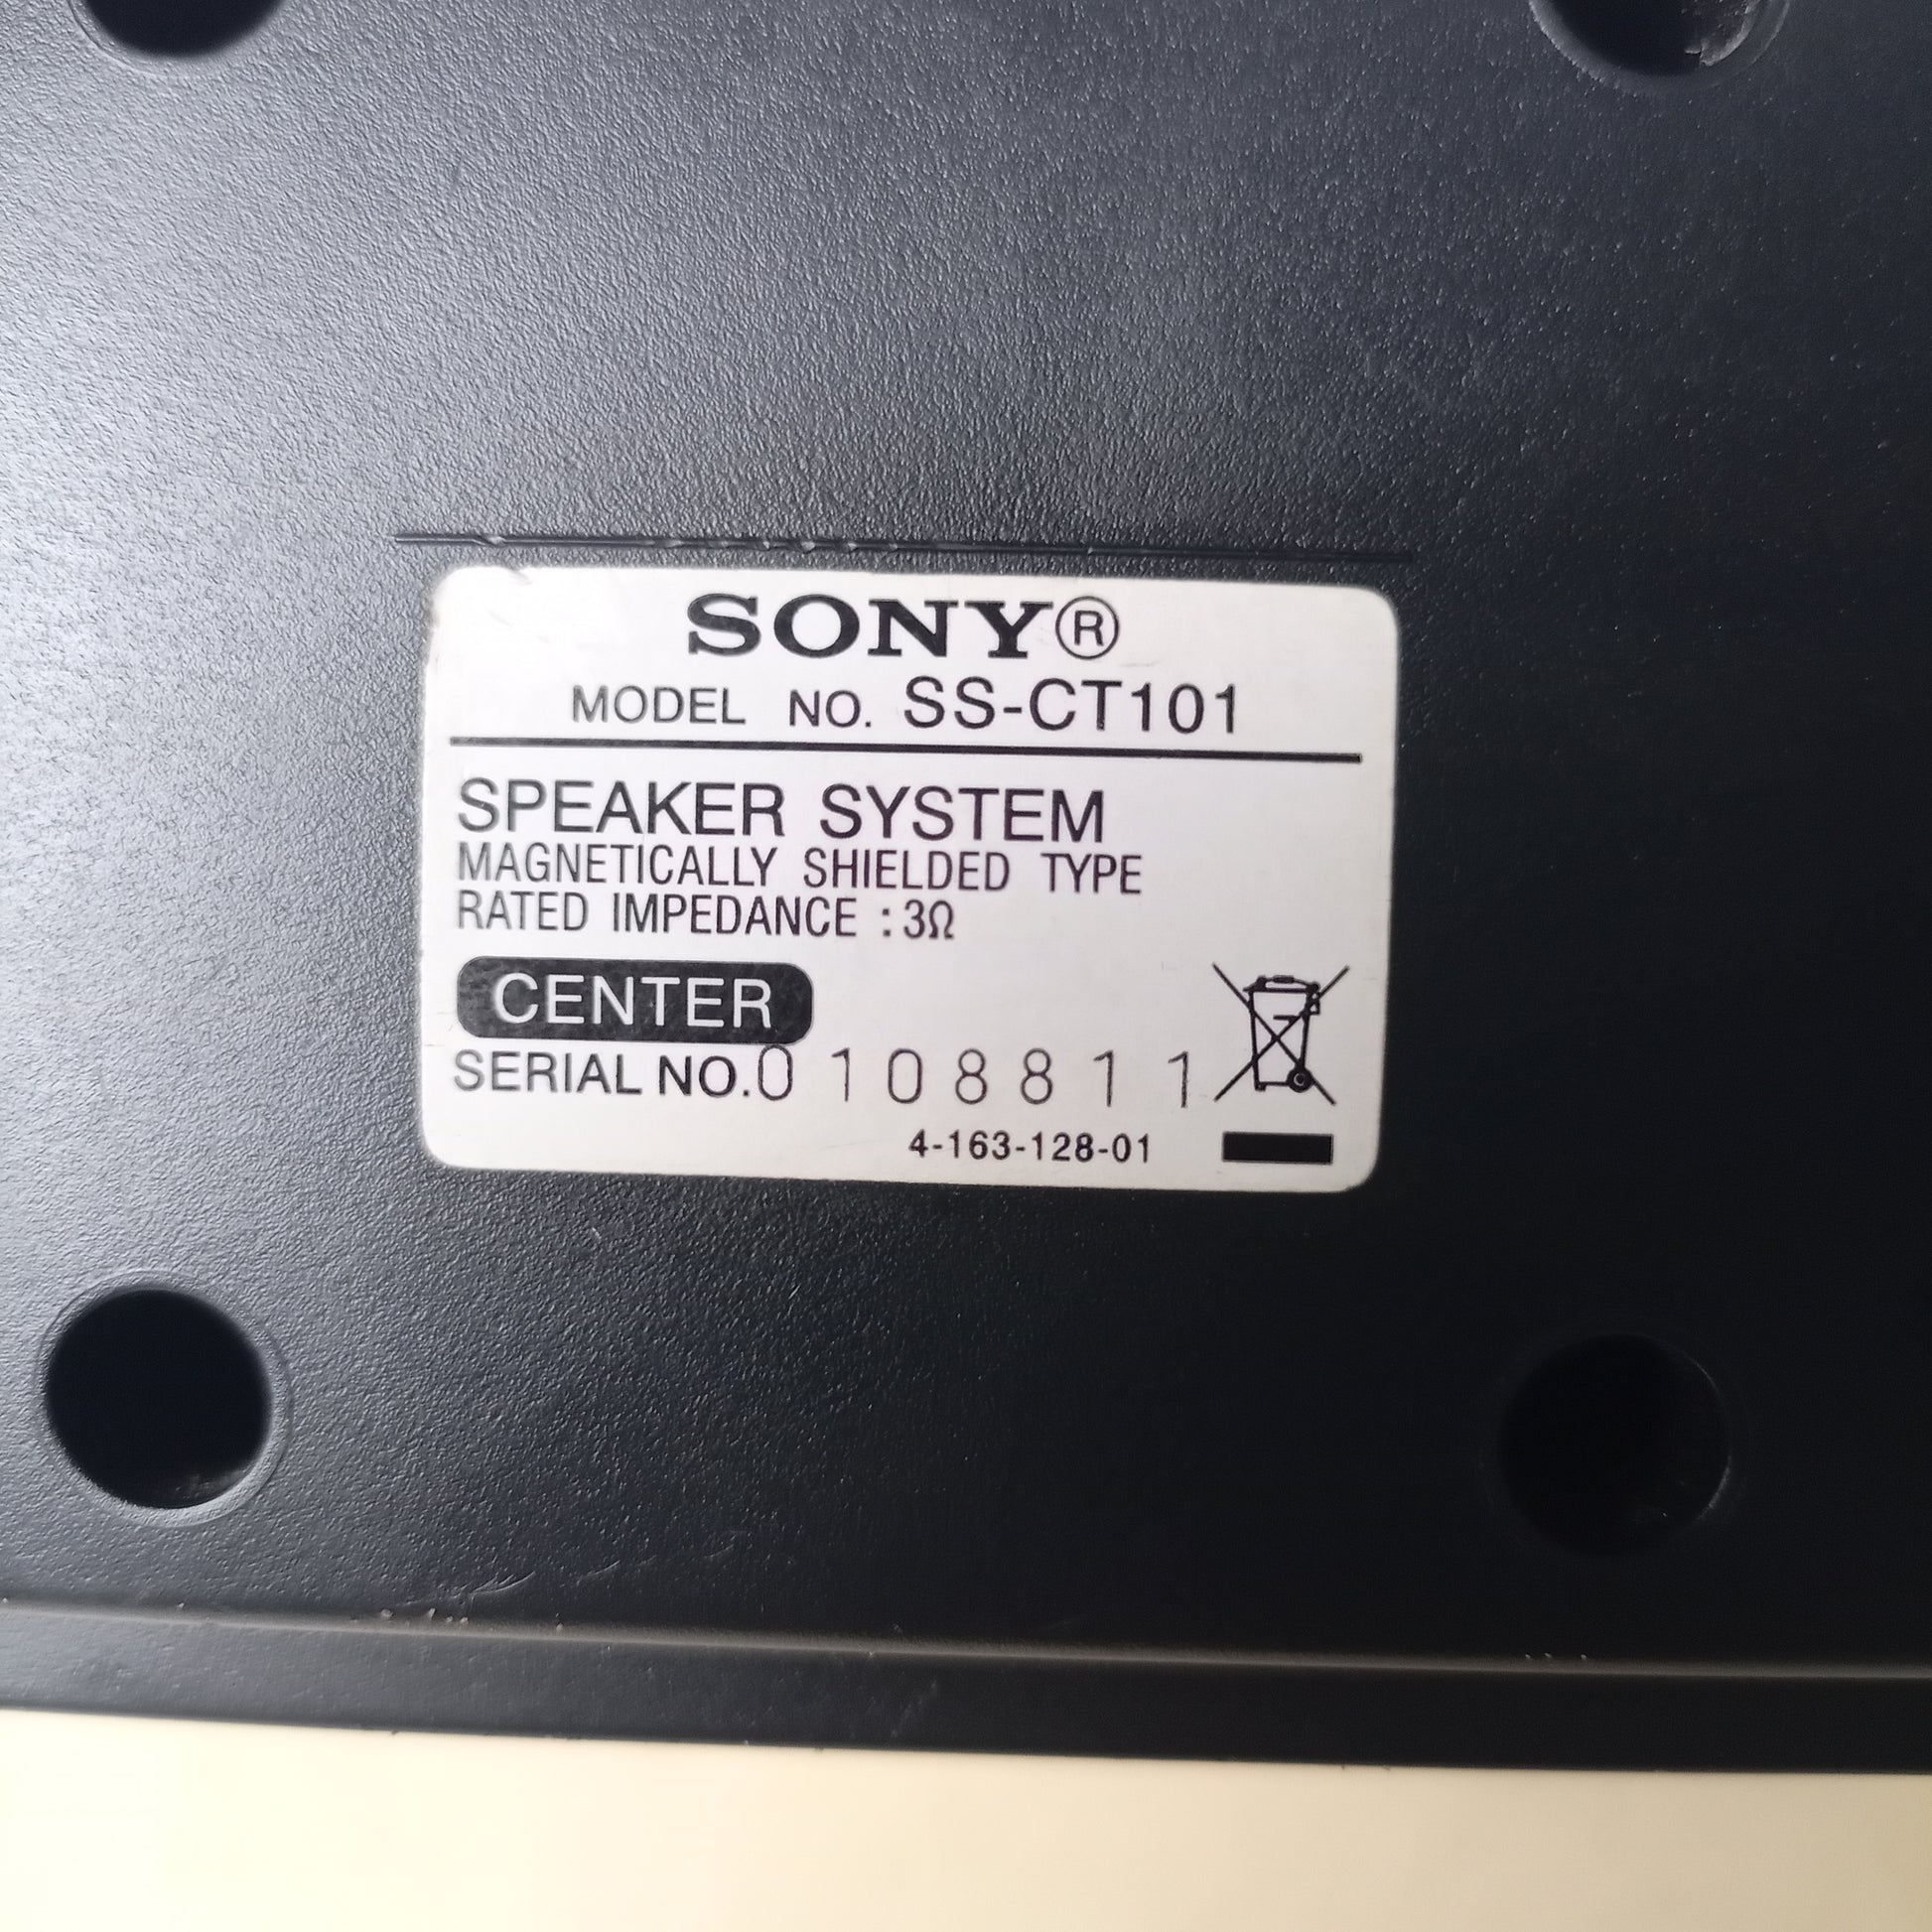 SONY®
MODEL NO. SS-CT101
SPEAKER SYSTEM
MAGNETICALLY SHIELDED TYPE
RATED IMPEDANCE :3Ω
CENTER
SERIAL NO.0108811
4-163-128-01